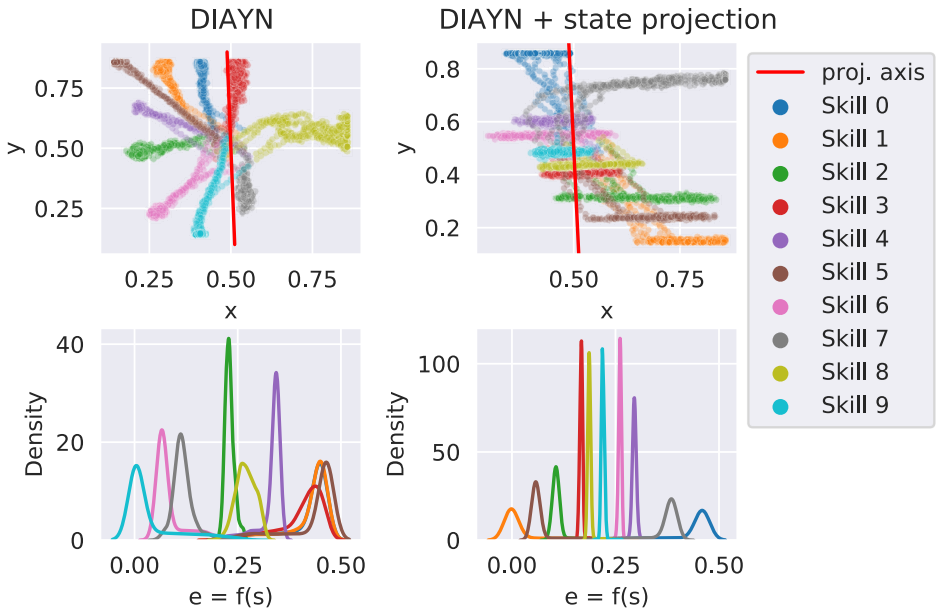 DIAYN
DIAYN + state projection
0.75
0.50
0.25
y
0.25 0.50 0.75
x
0.8
0.6
0.4
0.2
y
0.50 0.75
x
proj. axis
Skill 0
Skill 1
Skill 2
Skill 3
Skill 4
Skill 5
Skill 6
Skill 7
Skill 8
Skill 9
40
20
0
Density
0.00 0.25 0.50
e = f(s)
100
50
0
Density
0.00 0.25 0.50
e = f(s)